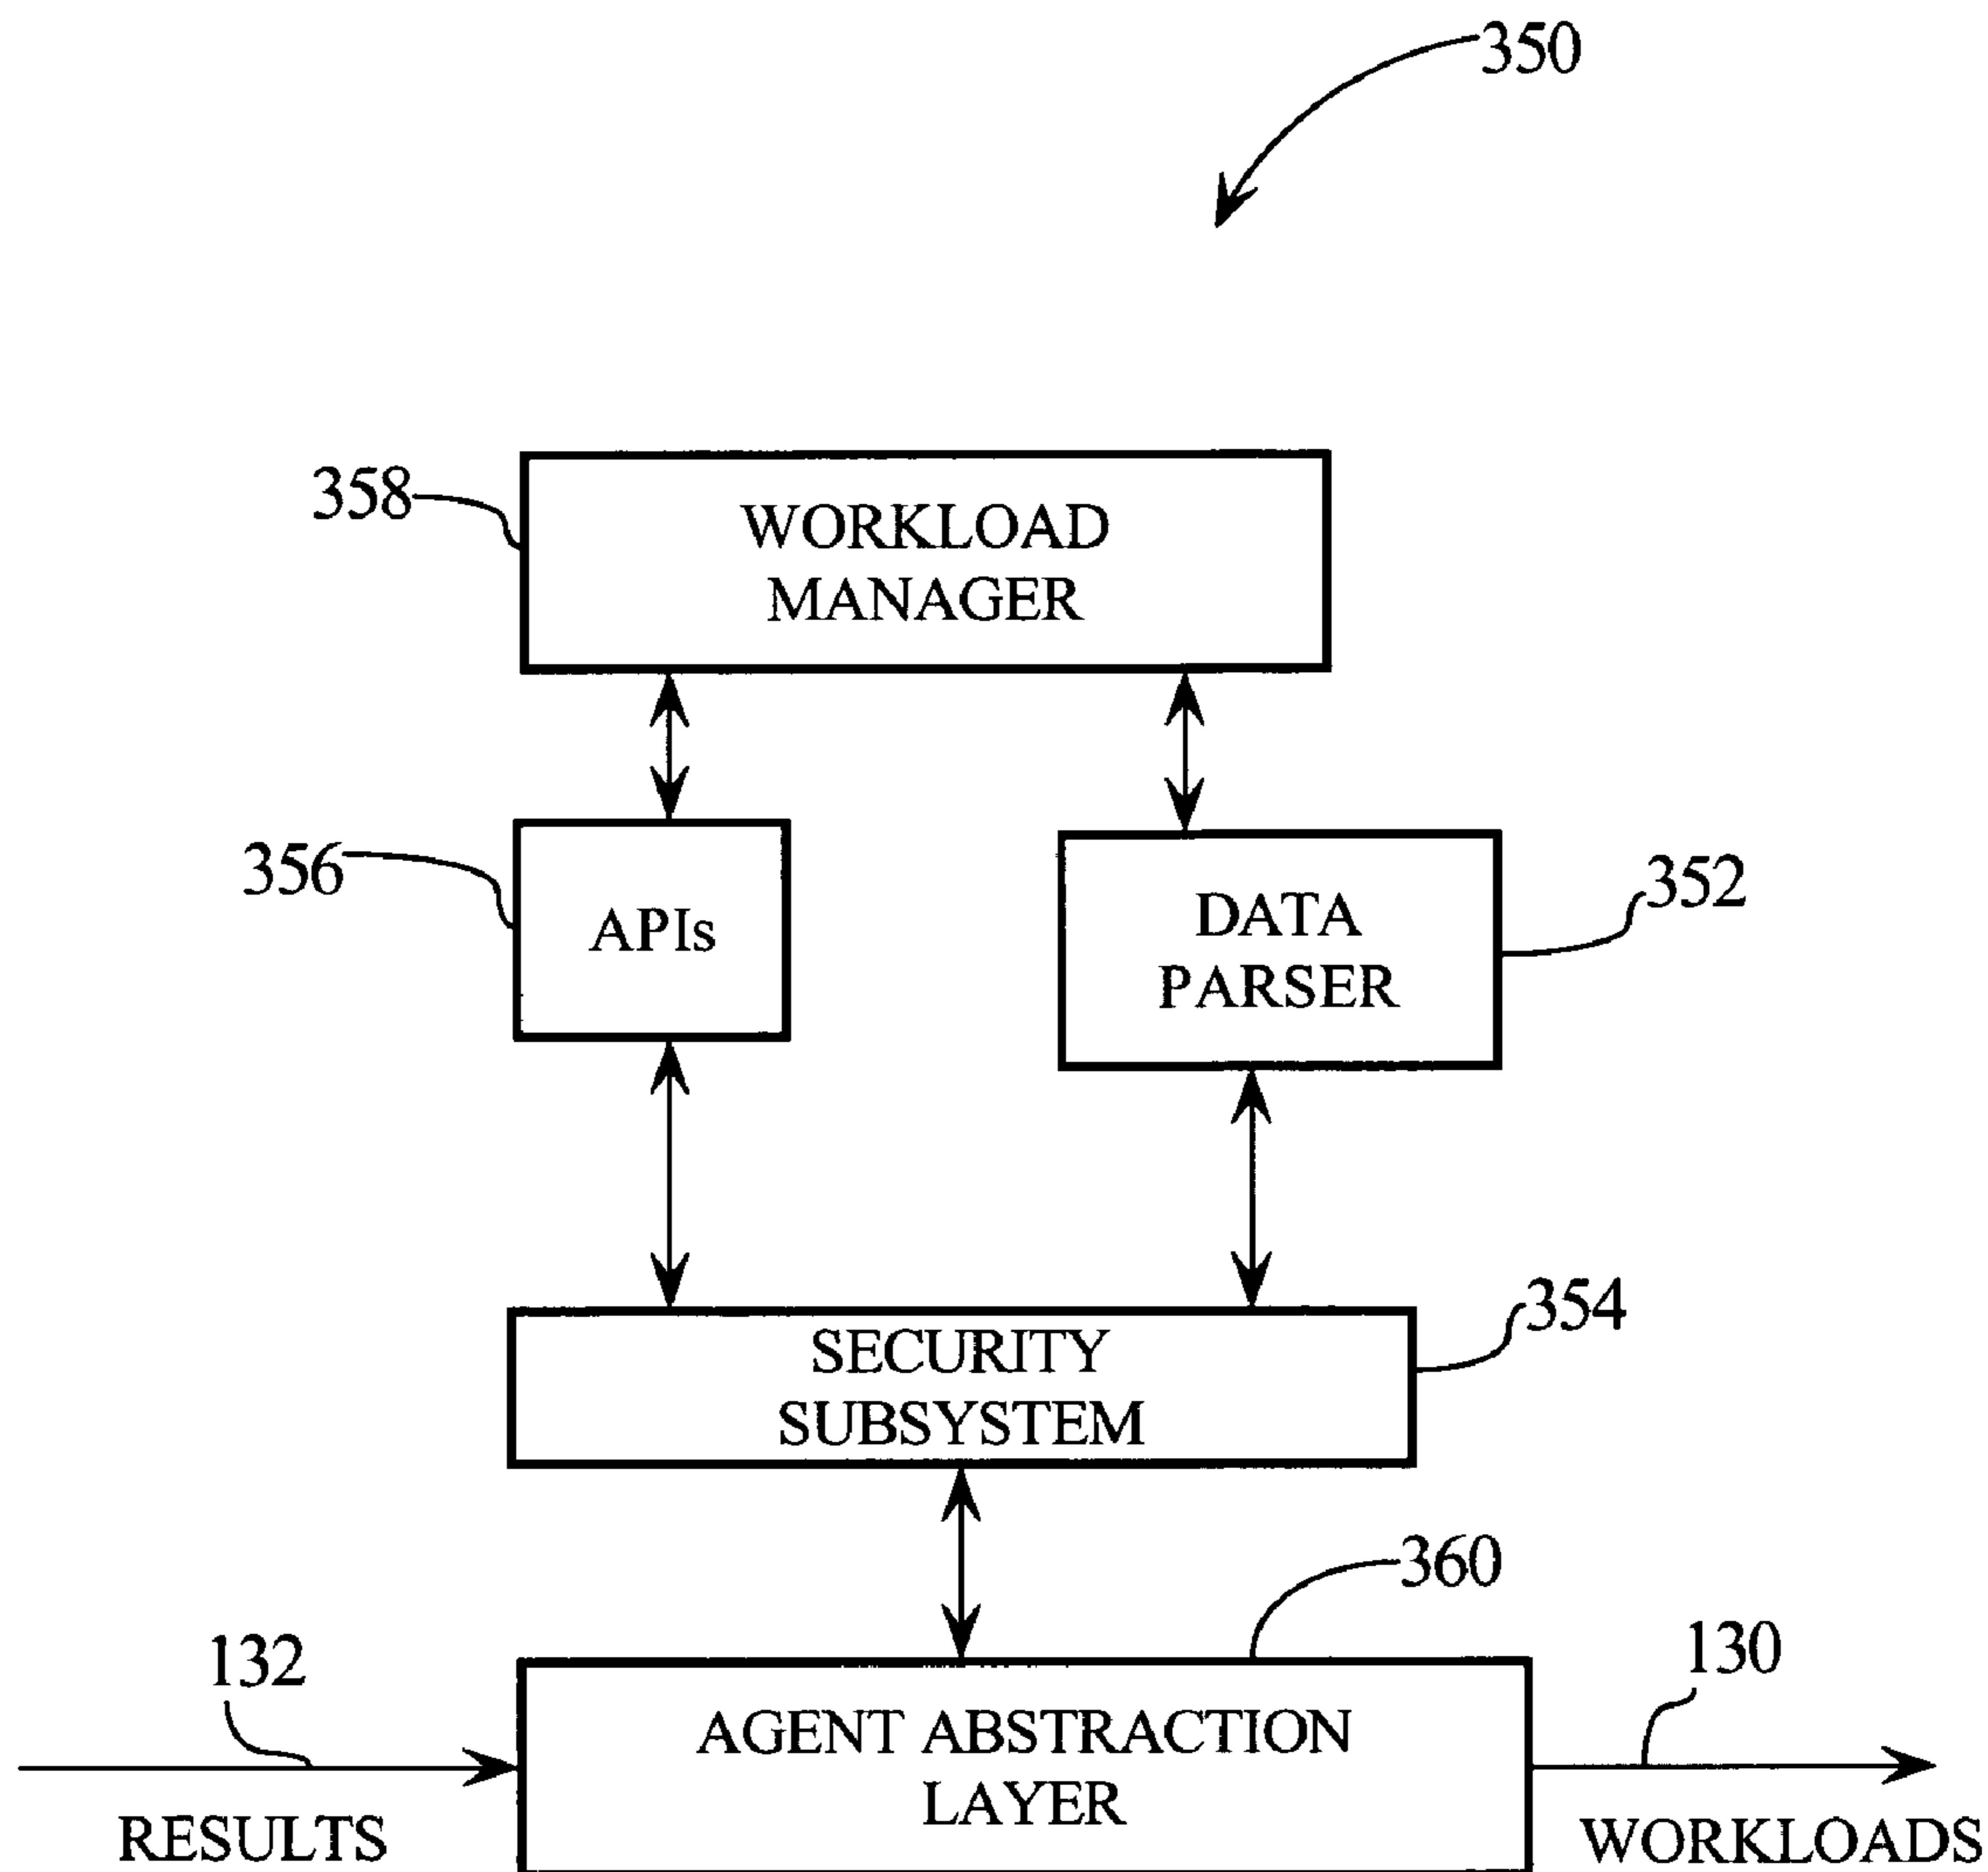 350
358
WORKLOAD
MANAGER
356
APIs
DATA
PARSER
352
SECURITY
SUBSYSTEM
354
360
132
130
AGENT ABSTRACTION
LAYER
RESULTS
WORKLOADS